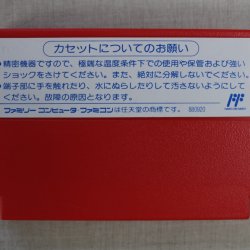 カセットについてのお願い
●精密機器ですので、極端な温度条件下での使用や保管および強い
ショックをさけてください。また、絶対に分解しないでください。
●端子部に手を触れたり、水にぬらしたりして汚さないようにして
ください。故障の原因となります。
ファミリーコンピュータ・ファミコンは任天堂の商標です。 880920